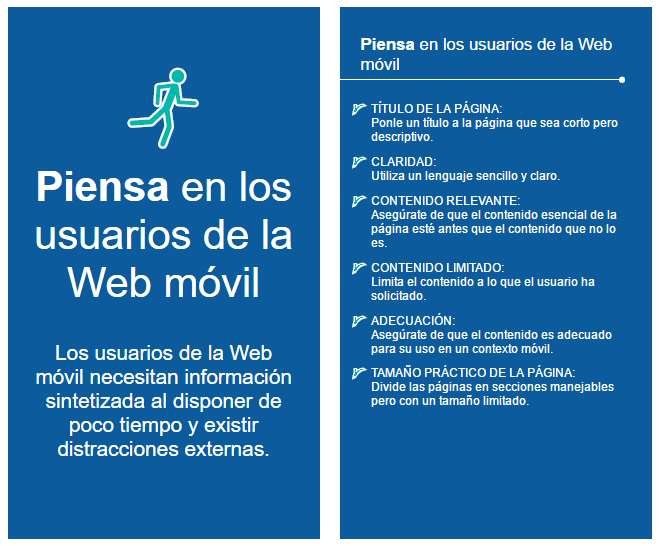 Piensa en los
usuarios de la
Web móvil
Los usuarios de la Web
móvil necesitan información
sintetizada al disponer de
poco tiempo y existir
distracciones externas.
Piensa en los usuarios de la Web
móvil
TÍTULO DE LA PÁGINA:
Ponle un título a la página que sea corto pero
descriptivo.
CLARIDAD:
Utiliza un lenguaje sencillo y claro.
CONTENIDO RELEVANTE:
Asegúrate de que el contenido esencial de la
página esté antes que el contenido que no lo
es.
CONTENIDO LIMITADO:
Limita el contenido a lo que el usuario ha
solicitado.
ADECUACIÓN:
Asegúrate de que el contenido es adecuado
para su uso en un contexto móvil.
TAMAÑO PRÁCTICO DE LA PÁGINA:
Divide las páginas en secciones manejables
pero con un tamaño limitado.